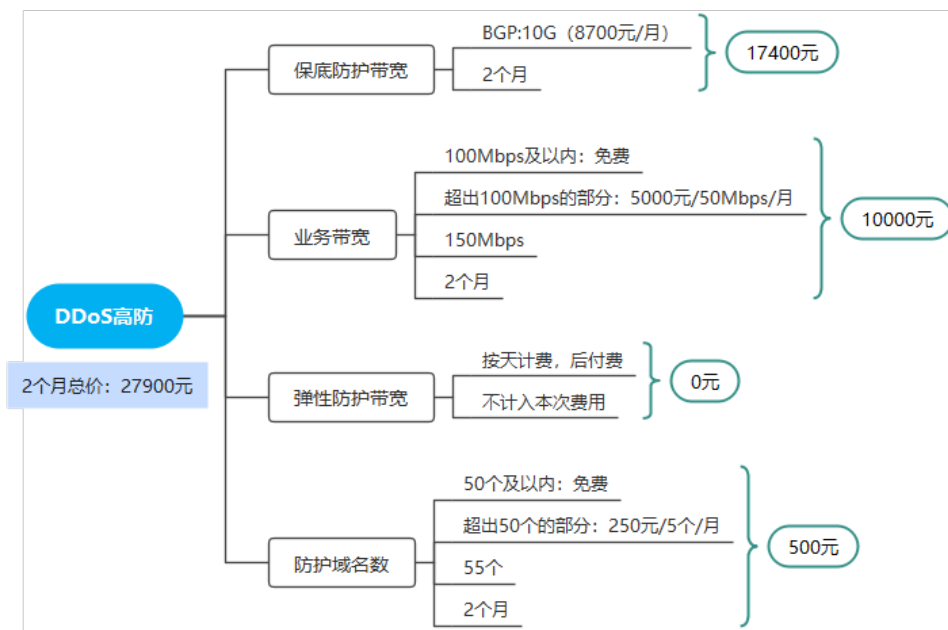 DDoS高防
2个月总价：27900元
保底防护带宽
BGP:10G（8700元/月）
2个月
17400元
业务带宽
100Mbps及以内：免费
超出100Mbps的部分：5000元/50Mbps/月
150Mbps
2个月
10000元
弹性防护带宽
按天计费，后付费
不计入本次费用
0元
防护域名数
50个及以内：免费
超出50个的部分：250元/5个/月
55个
2个月
500元